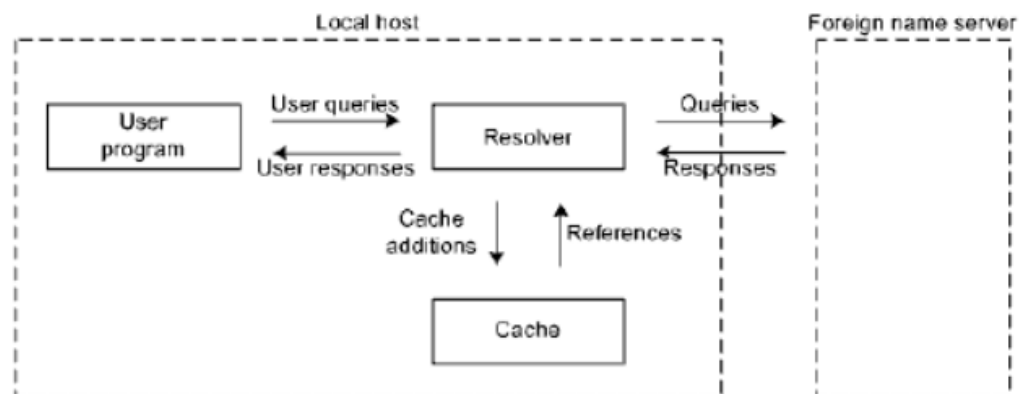 Local host
Foreign name server
User
program
User queries
User responses
Resolver
Queries
Responses
Cache
additions
References
Cache